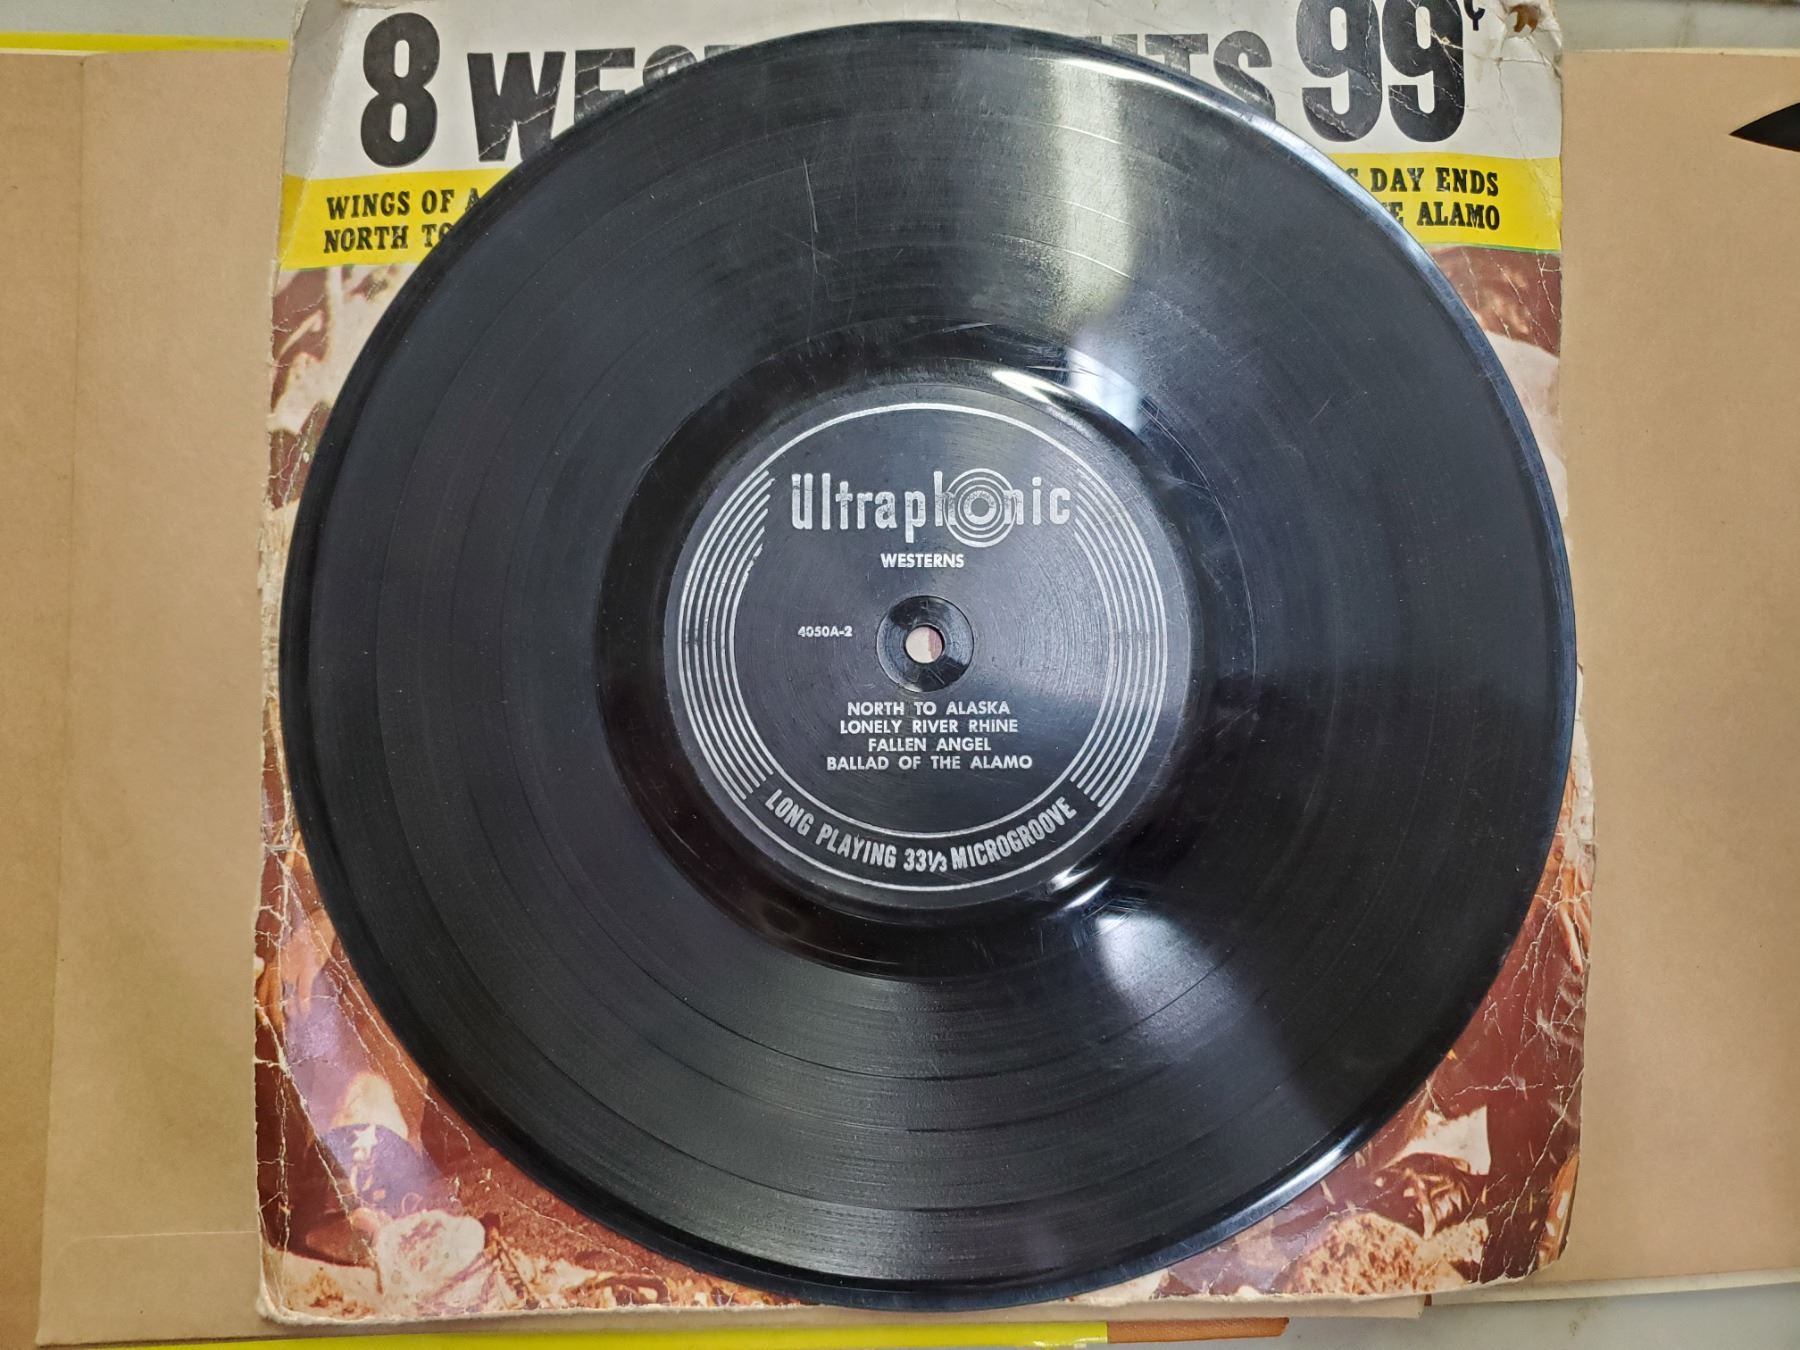 8 WES 99¢
WINGS OF A DAY ENDS
NORTH TO ALAMO
Ultraphonic
WESTERNS
4050A-2
NORTH TO ALASKA
LONELY RIVER RHINE
FALLEN ANGEL
BALLAD OF THE ALAMO
LONG PLAYING 33⅓ MICROGROOVE